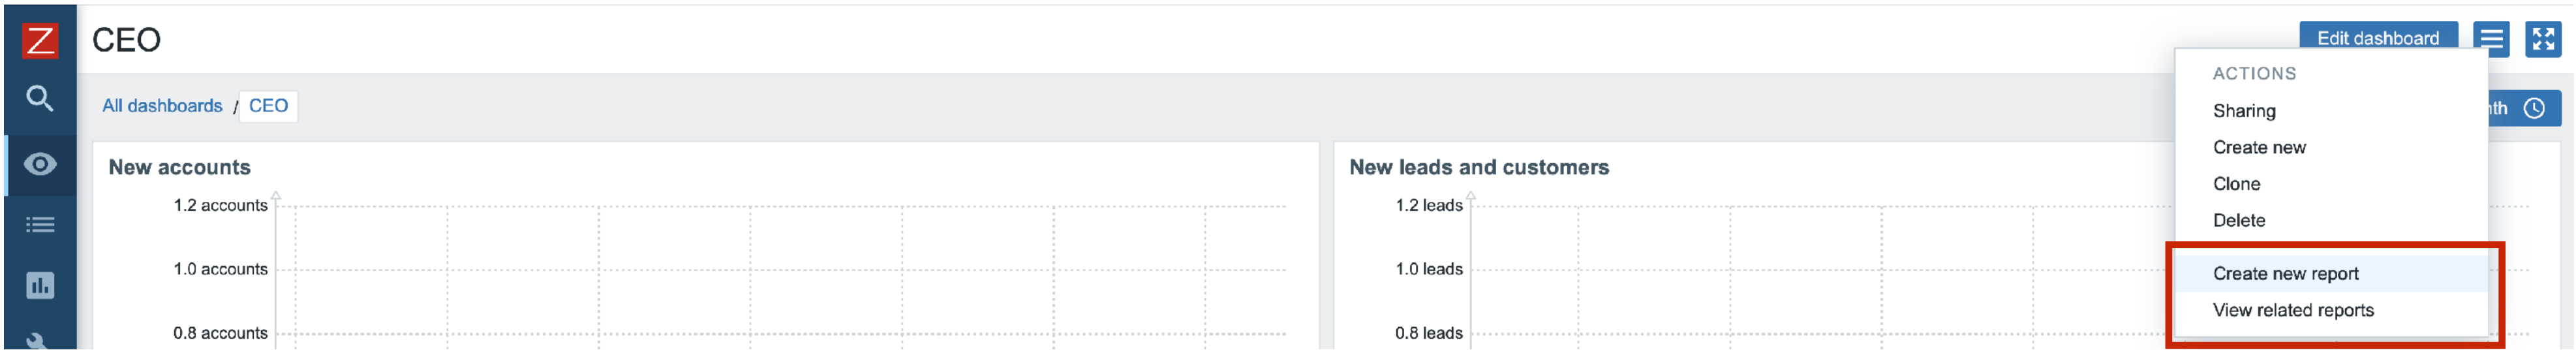 Z
CEO
Edit dashboard
All dashboards / CEO
nth
ACTIONS
Sharing
Create new
Clone
Delete
Create new report
View related reports
New accounts
1.2 accounts
1.0 accounts
0.8 accounts
New leads and customers
1.2 leads
1.0 leads
0.8 leads